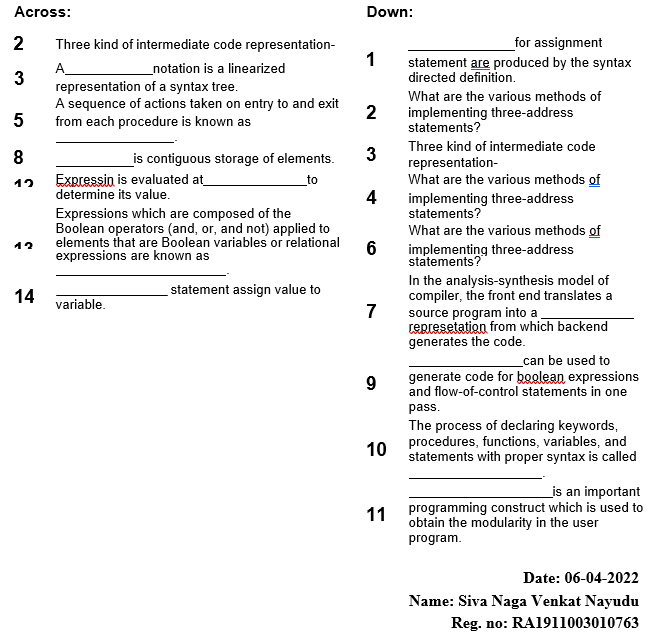 Across:
2 Three kind of intermediate code representation-
3 A____________notation is a linearized
representation of a syntax tree.
5 A sequence of actions taken on entry to and exit
from each procedure is known as
________________.
8 ___________is contiguous storage of elements.
12 Expressin is evaluated at______________to
determine its value.
13 Expressions which are composed of the
Boolean operators (and, or, and not) applied to
elements that are Boolean variables or relational
expressions are known as
________________________.
14 ________________ statement assign value to
variable.
Down:
1 _______________for assignment
statement are produced by the syntax
directed definition.
2 What are the various methods of
implementing three-address
statements?
3 Three kind of intermediate code
representation-
4 What are the various methods of
implementing three-address
statements?
6 What are the various methods of
implementing three-address
statements?
7 In the analysis-synthesis model of
compiler, the front end translates a
source program into a _____________
represetation from which backend
generates the code.
9 ________________can be used to
generate code for boolean expressions
and flow-of-control statements in one
pass.
10 The process of declaring keywords,
procedures, functions, variables, and
statements with proper syntax is called
___________________.
11 ____________________is an important
programming construct which is used to
obtain the modularity in the user
program.
Date: 06-04-2022
Name: Siva Naga Venkat Nayudu
Reg. no: RA1911003010763